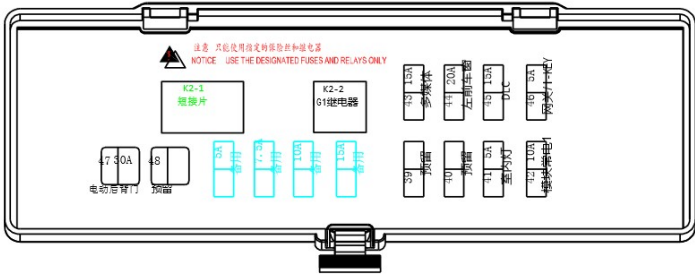 注意 只能使用指定的保险丝和继电器
NOTICE USE THE DESIGNATED FUSES AND RELAYS ONLY
K2-1
短接片
K2-2
G1继电器
43 15A 多媒体
44 20A 左前车窗
45 15A DLC
46 5A 网关/I-KEY
47 30A
电动后背门
48
预留
5A 备用
7.5A 备用
10A 备用
15A 备用
39 预留
40 预留
41 5A 室内灯
42 10A 模块常电1